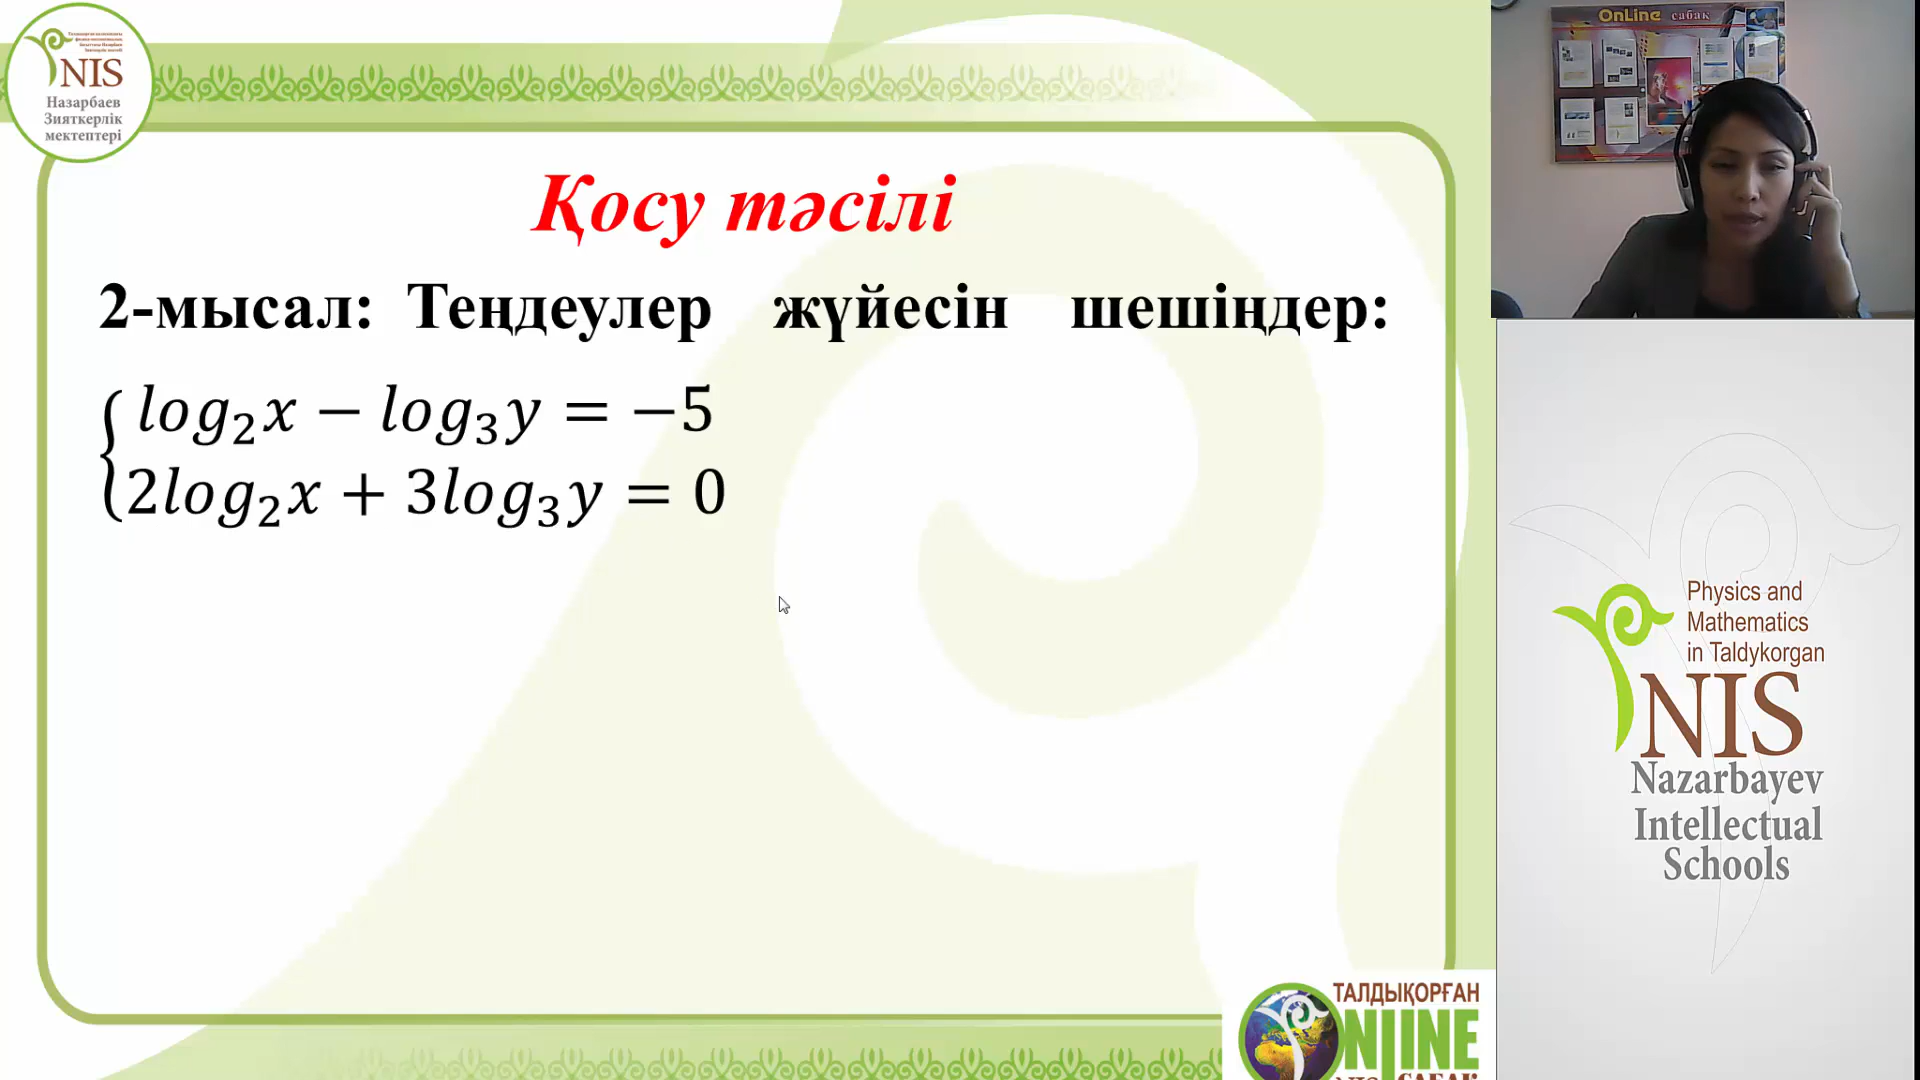 NIS
Назарбаев
Зияткерлік
мектептері
Қосу тәсілі
2-мысал: Теңдеулер жүйесін шешіңдер:
log₂x − log₃y = −5
2log₂x + 3log₃y = 0
OnLine сабақ
Physics and
Mathematics
in Taldykorgan
NIS
Nazarbayev
Intellectual
Schools
ТАЛДЫҚОРҒАН
ONLINE